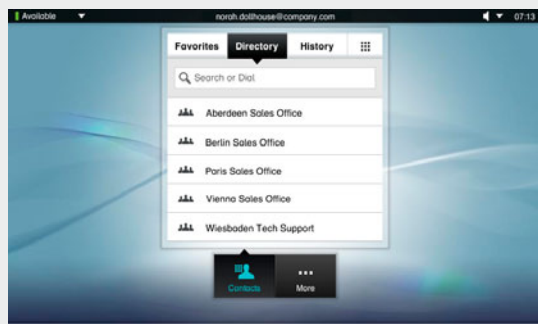 Available norah.dollhouse@company.com 07:13
Favorites Directory History
Search or Dial
Aberdeen Sales Office
Berlin Sales Office
Paris Sales Office
Vienna Sales Office
Wiesbaden Tech Support
Contacts More